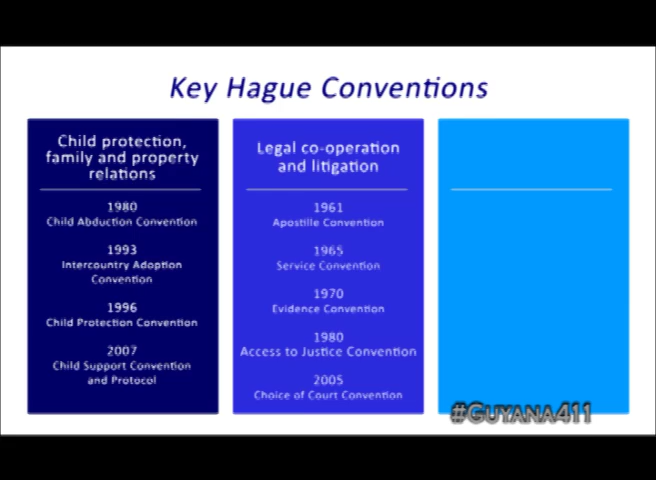 Key Hague Conventions
Child protection,
family and property
relations
1980
Child Abduction Convention
1993
Intercountry Adoption
Convention
1996
Child Protection Convention
2007
Child Support Convention
and Protocol
Legal co-operation
and litigation
1961
Apostille Convention
1965
Service Convention
1970
Evidence Convention
1980
Access to Justice Convention
2005
Choice of Court Convention
#GUYANA411